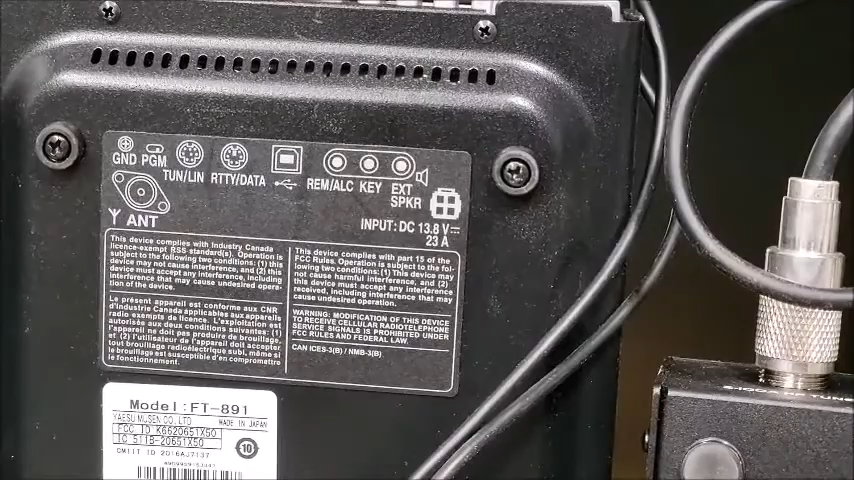 GND PGM
TUN/LIN RTTY/DATA
REM/ALC KEY EXT SPKR
ANT
INPUT: DC 13.8 V
23 A
This device complies with Industry Canada
licence-exempt RSS standard(s). Operation is
subject to the following two conditions: (1) this
device may not cause interference, and (2) this
device must accept any interference, including
interference that may cause undesired operation
of the device.
Le présent appareil est conforme aux CNR
d'Industrie Canada applicables aux appareils
radio exempts de licence. L'exploitation est
autorisée aux deux conditions suivantes: (1)
l'appareil ne doit pas produire de brouillage, et
(2) l'utilisateur de l'appareil doit accepter
tout brouillage radioélectrique subi, même si
le brouillage est susceptible d'en compromettre
le fonctionnement.
This device complies with part 15 of the
FCC Rules. Operation is subject to the
following two conditions: (1) this device may
not cause harmful interference, and (2) this
device must accept any interference
received, including interference that may
cause undesired operation.
WARNING: MODIFICATION OF THIS DEVICE
TO RECEIVE CELLULAR RADIOTELEPHONE
SERVICE SIGNALS IS PROHIBITED UNDER
FCC RULES AND FEDERAL LAW.
CAN ICES-3(B) / NMB-3(B)
Model:FT-891
YAESU MUSEN CO.,LTD. MADE IN JAPAN
FCC ID K6620651X50
IC 511B-20651X50
CMIIT ID 2016AJ7137
10